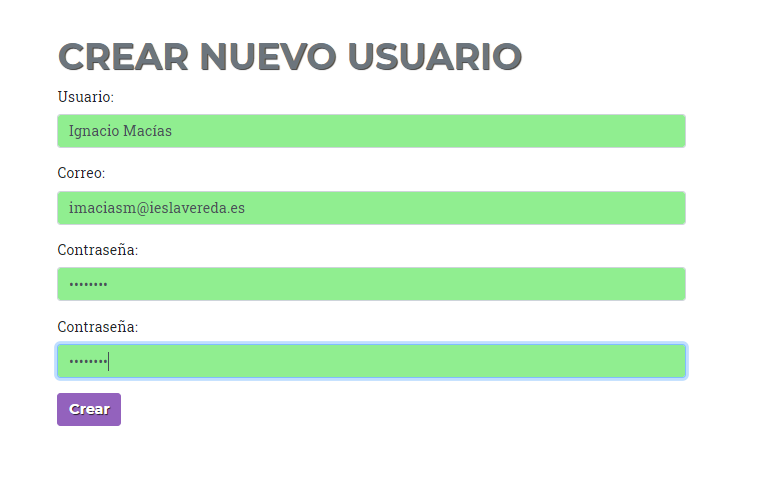 CREAR NUEVO USUARIO
Usuario:
Ignacio Macías
Correo:
imaciasm@ieslavereda.es
Contraseña:
••••••••
Contraseña:
••••••••
Crear